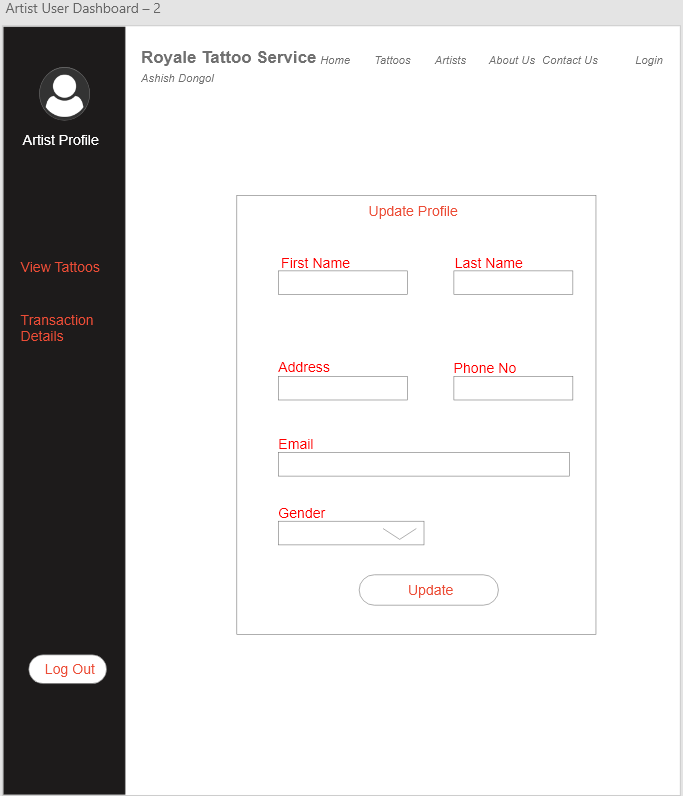 Artist User Dashboard – 2
Royale Tattoo Service Home Tattoos Artists About Us Contact Us Login
Ashish Dongol
Artist Profile
View Tattoos
Transaction
Details
Log Out
Update Profile
First Name Last Name
Address Phone No
Email
Gender
Update